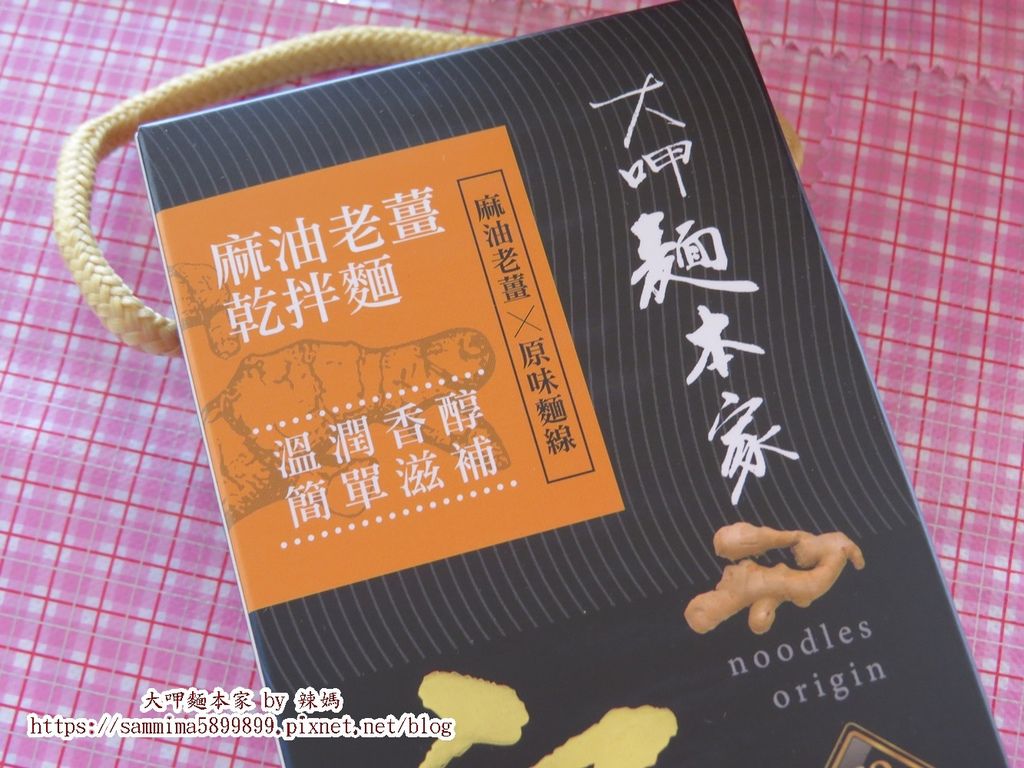 大呷麵本家
麻油老薑
乾拌麵
麻油老薑×原味麵線
溫潤香醇
簡單滋補
noodles
origin
大呷麵本家 by 辣媽
https://sammima5899899.pixnet.net/blog